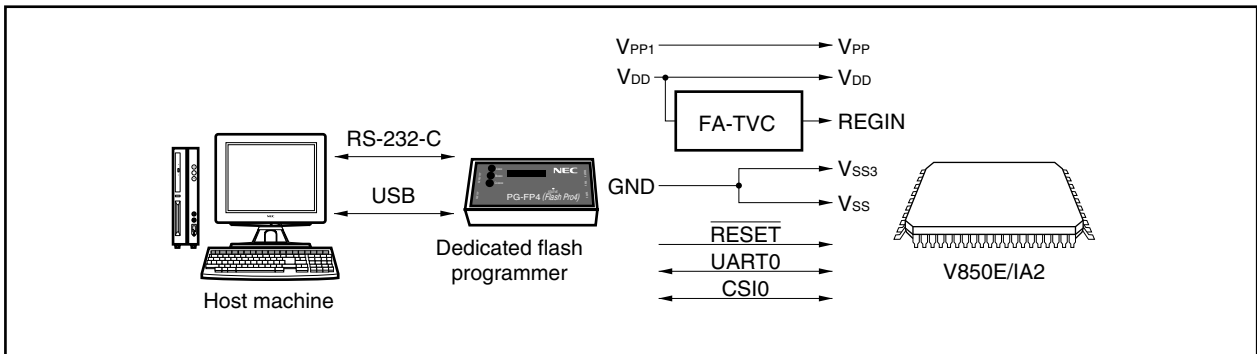 RS-232-C
USB
Host machine
NEC
PG-FP4 (Flash Pro4)
Dedicated flash
programmer
VPP1
VPP
VDD
VDD
FA-TVC
REGIN
GND
VSS3
VSS
RESET
UART0
CSI0
V850E/IA2